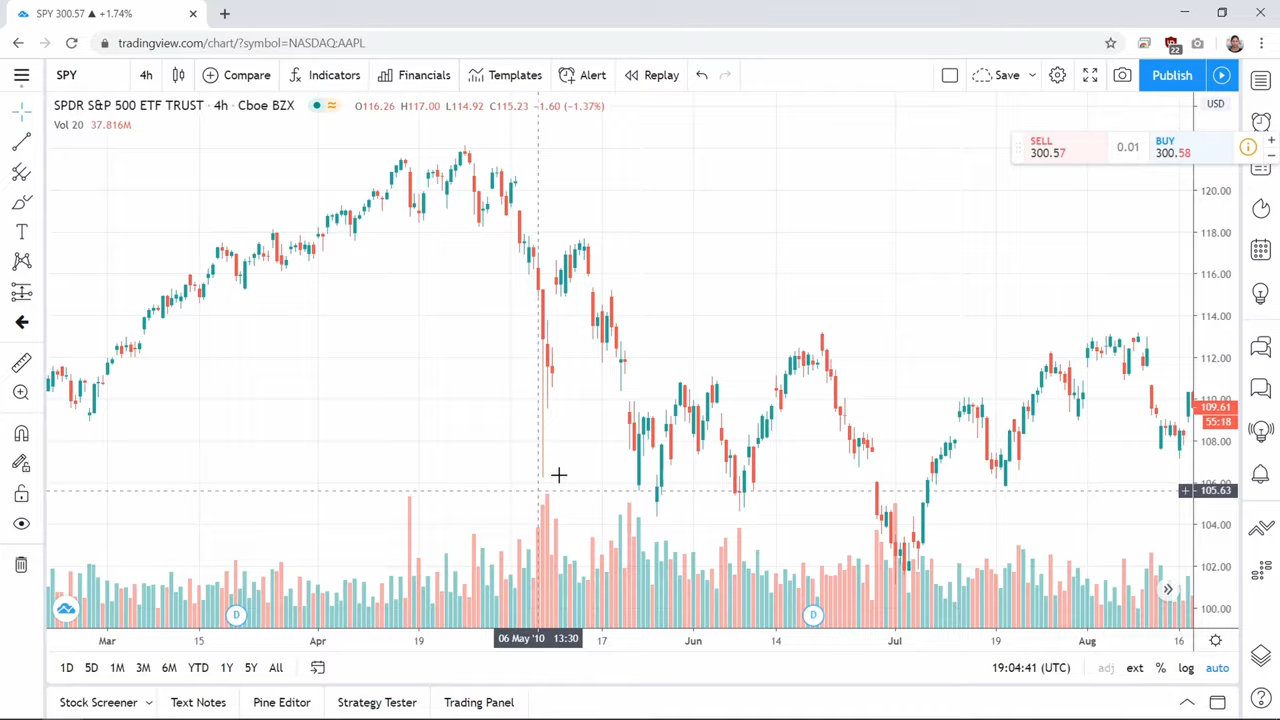 SPY 300.57 ▲ +1.74%
tradingview.com/chart/?symbol=NASDAQ:AAPL
22
SPY 4h Compare Indicators Financials Templates Alert Replay Save Publish
SPDR S&P 500 ETF TRUST · 4h · Cboe BZX O116.26 H117.00 L114.92 C115.23 −1.60 (−1.37%) USD
Vol 20 37.816M
SELL
300.57
0.01
BUY
300.58
120.00
118.00
116.00
114.00
112.00
110.00
109.61
55:18
108.00
106.00
105.63
104.00
102.00
100.00
D D
Mar 15 Apr 19 06 May '10 13:30 17 Jun 14 Jul 19 Aug 16
1D 5D 1M 3M 6M YTD 1Y 5Y All 19:04:41 (UTC) adj ext % log auto
Stock Screener Text Notes Pine Editor Strategy Tester Trading Panel